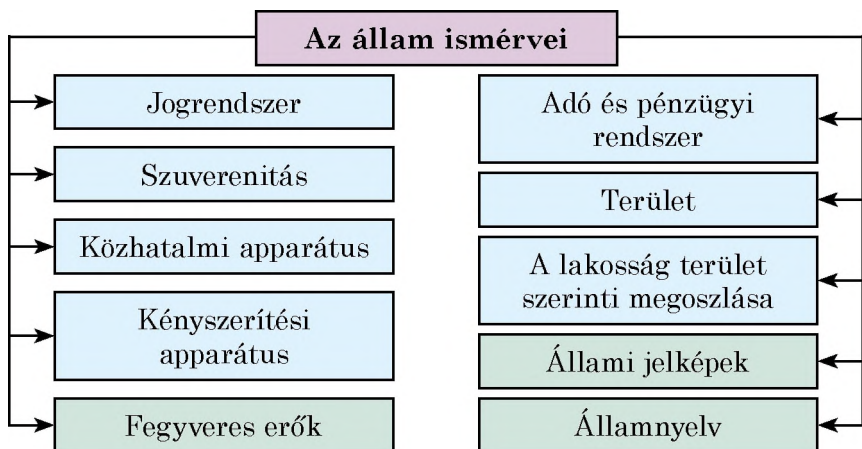 Az állam ismérvei
Jogrendszer
Szuverenitás
Közhatalmi apparátus
Kényszerítési
apparátus
Fegyveres erők
Adó és pénzügyi
rendszer
Terület
A lakosság terület
szerinti megoszlása
Állami jelképek
Államnyelv